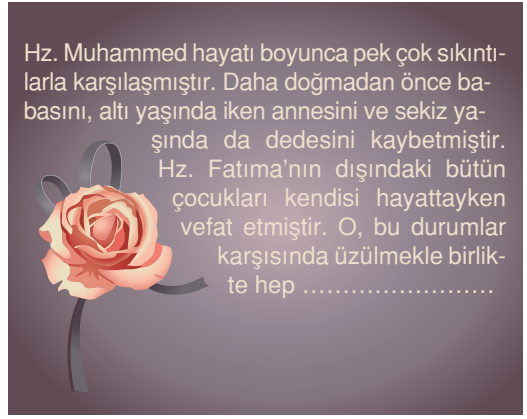 Hz. Muhammed hayatı boyunca pek çok sıkıntı-
larla karşılaşmıştır. Daha doğmadan önce ba-
basını, altı yaşında iken annesini ve sekiz ya-
şında da dedesini kaybetmiştir.
Hz. Fatıma’nın dışındaki bütün
çocukları kendisi hayattayken
vefat etmiştir. O, bu durumlar
karşısında üzülmekle birlik-
te hep ……………………